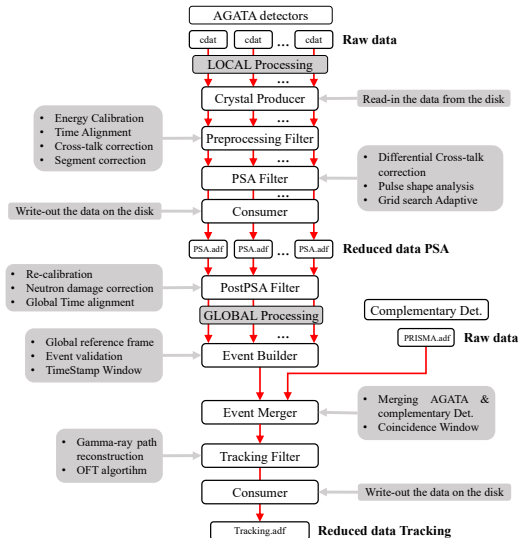 AGATA detectors
cdat cdat ... cdat Raw data
LOCAL Processing
...
Crystal Producer
Read-in the data from the disk
...
• Energy Calibration
• Time Alignment
• Cross-talk correction
• Segment correction
Preprocessing Filter
...
PSA Filter
• Differential Cross-talk
correction
• Pulse shape analysis
• Grid search Adaptive
...
Write-out the data on the disk
Consumer
PSA.adf PSA.adf ... PSA.adf Reduced data PSA
• Re-calibration
• Neutron damage correction
• Global Time alignment
PostPSA Filter
GLOBAL Processing
Complementary Det.
...
PRISMA.adf Raw data
• Global reference frame
• Event validation
• TimeStamp Window
Event Builder
Event Merger
• Merging AGATA &
complementary Det.
• Coincidence Window
• Gamma-ray path
reconstruction
• OFT algortihm
Tracking Filter
Consumer
Write-out the data on the disk
Tracking.adf Reduced data Tracking